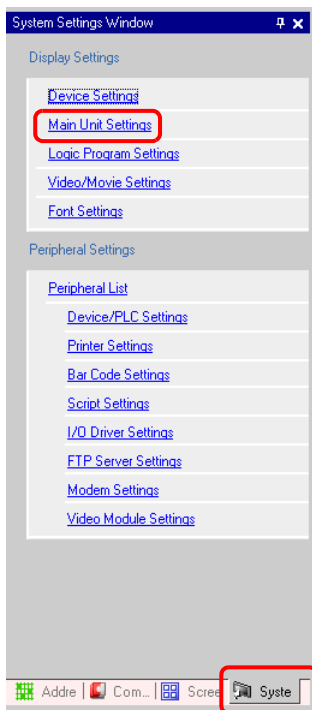 System Settings Window
Display Settings
Device Settings
Main Unit Settings
Logic Program Settings
Video/Movie Settings
Font Settings
Peripheral Settings
Peripheral List
Device/PLC Settings
Printer Settings
Bar Code Settings
Script Settings
I/O Driver Settings
FTP Server Settings
Modem Settings
Video Module Settings
Addre Com... Scree Syste